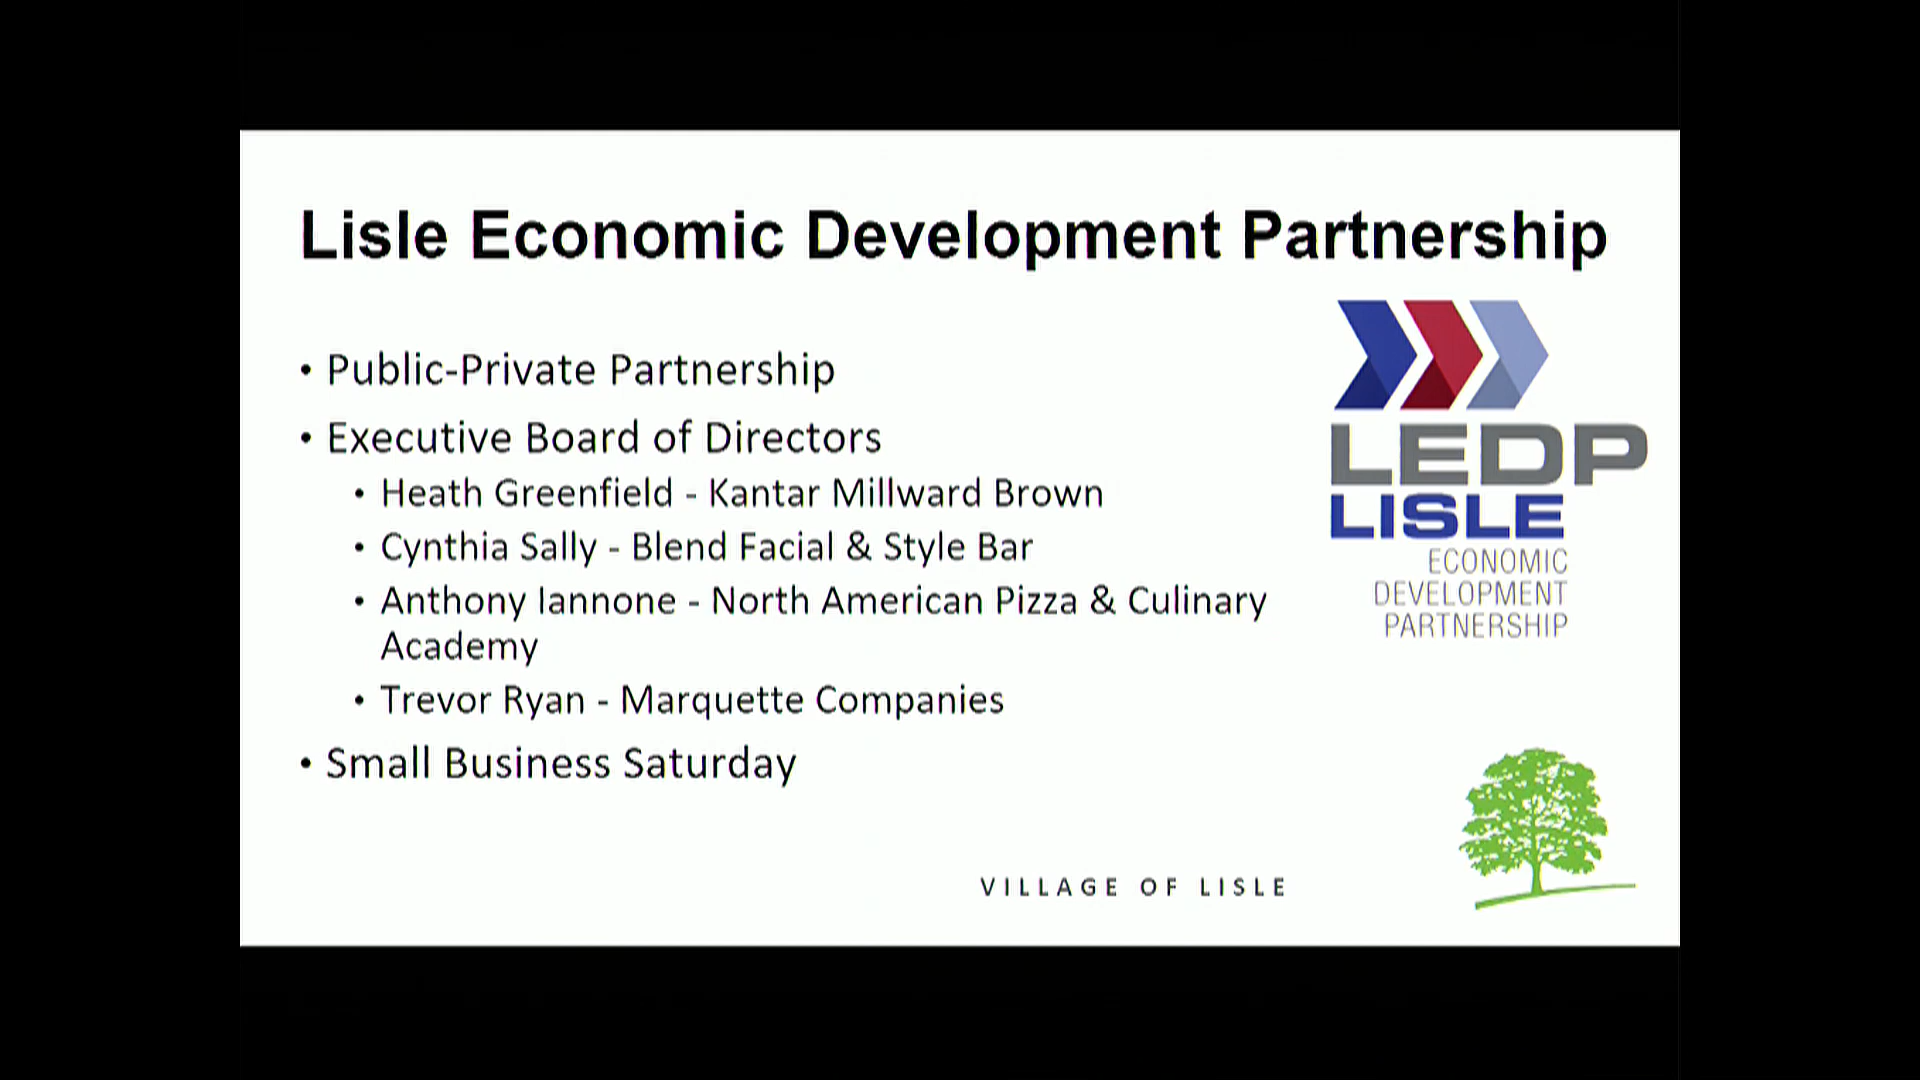 Lisle Economic Development Partnership
• Public-Private Partnership
• Executive Board of Directors
• Heath Greenfield - Kantar Millward Brown
• Cynthia Sally - Blend Facial & Style Bar
• Anthony Iannone - North American Pizza & Culinary
Academy
• Trevor Ryan - Marquette Companies
• Small Business Saturday
LEDP
LISLE
ECONOMIC
DEVELOPMENT
PARTNERSHIP
VILLAGE OF LISLE